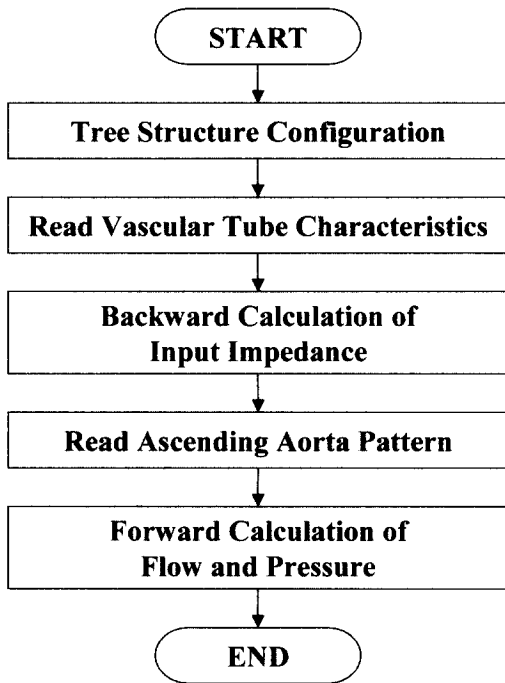 START
Tree Structure Configuration
Read Vascular Tube Characteristics
Backward Calculation of
Input Impedance
Read Ascending Aorta Pattern
Forward Calculation of
Flow and Pressure
END